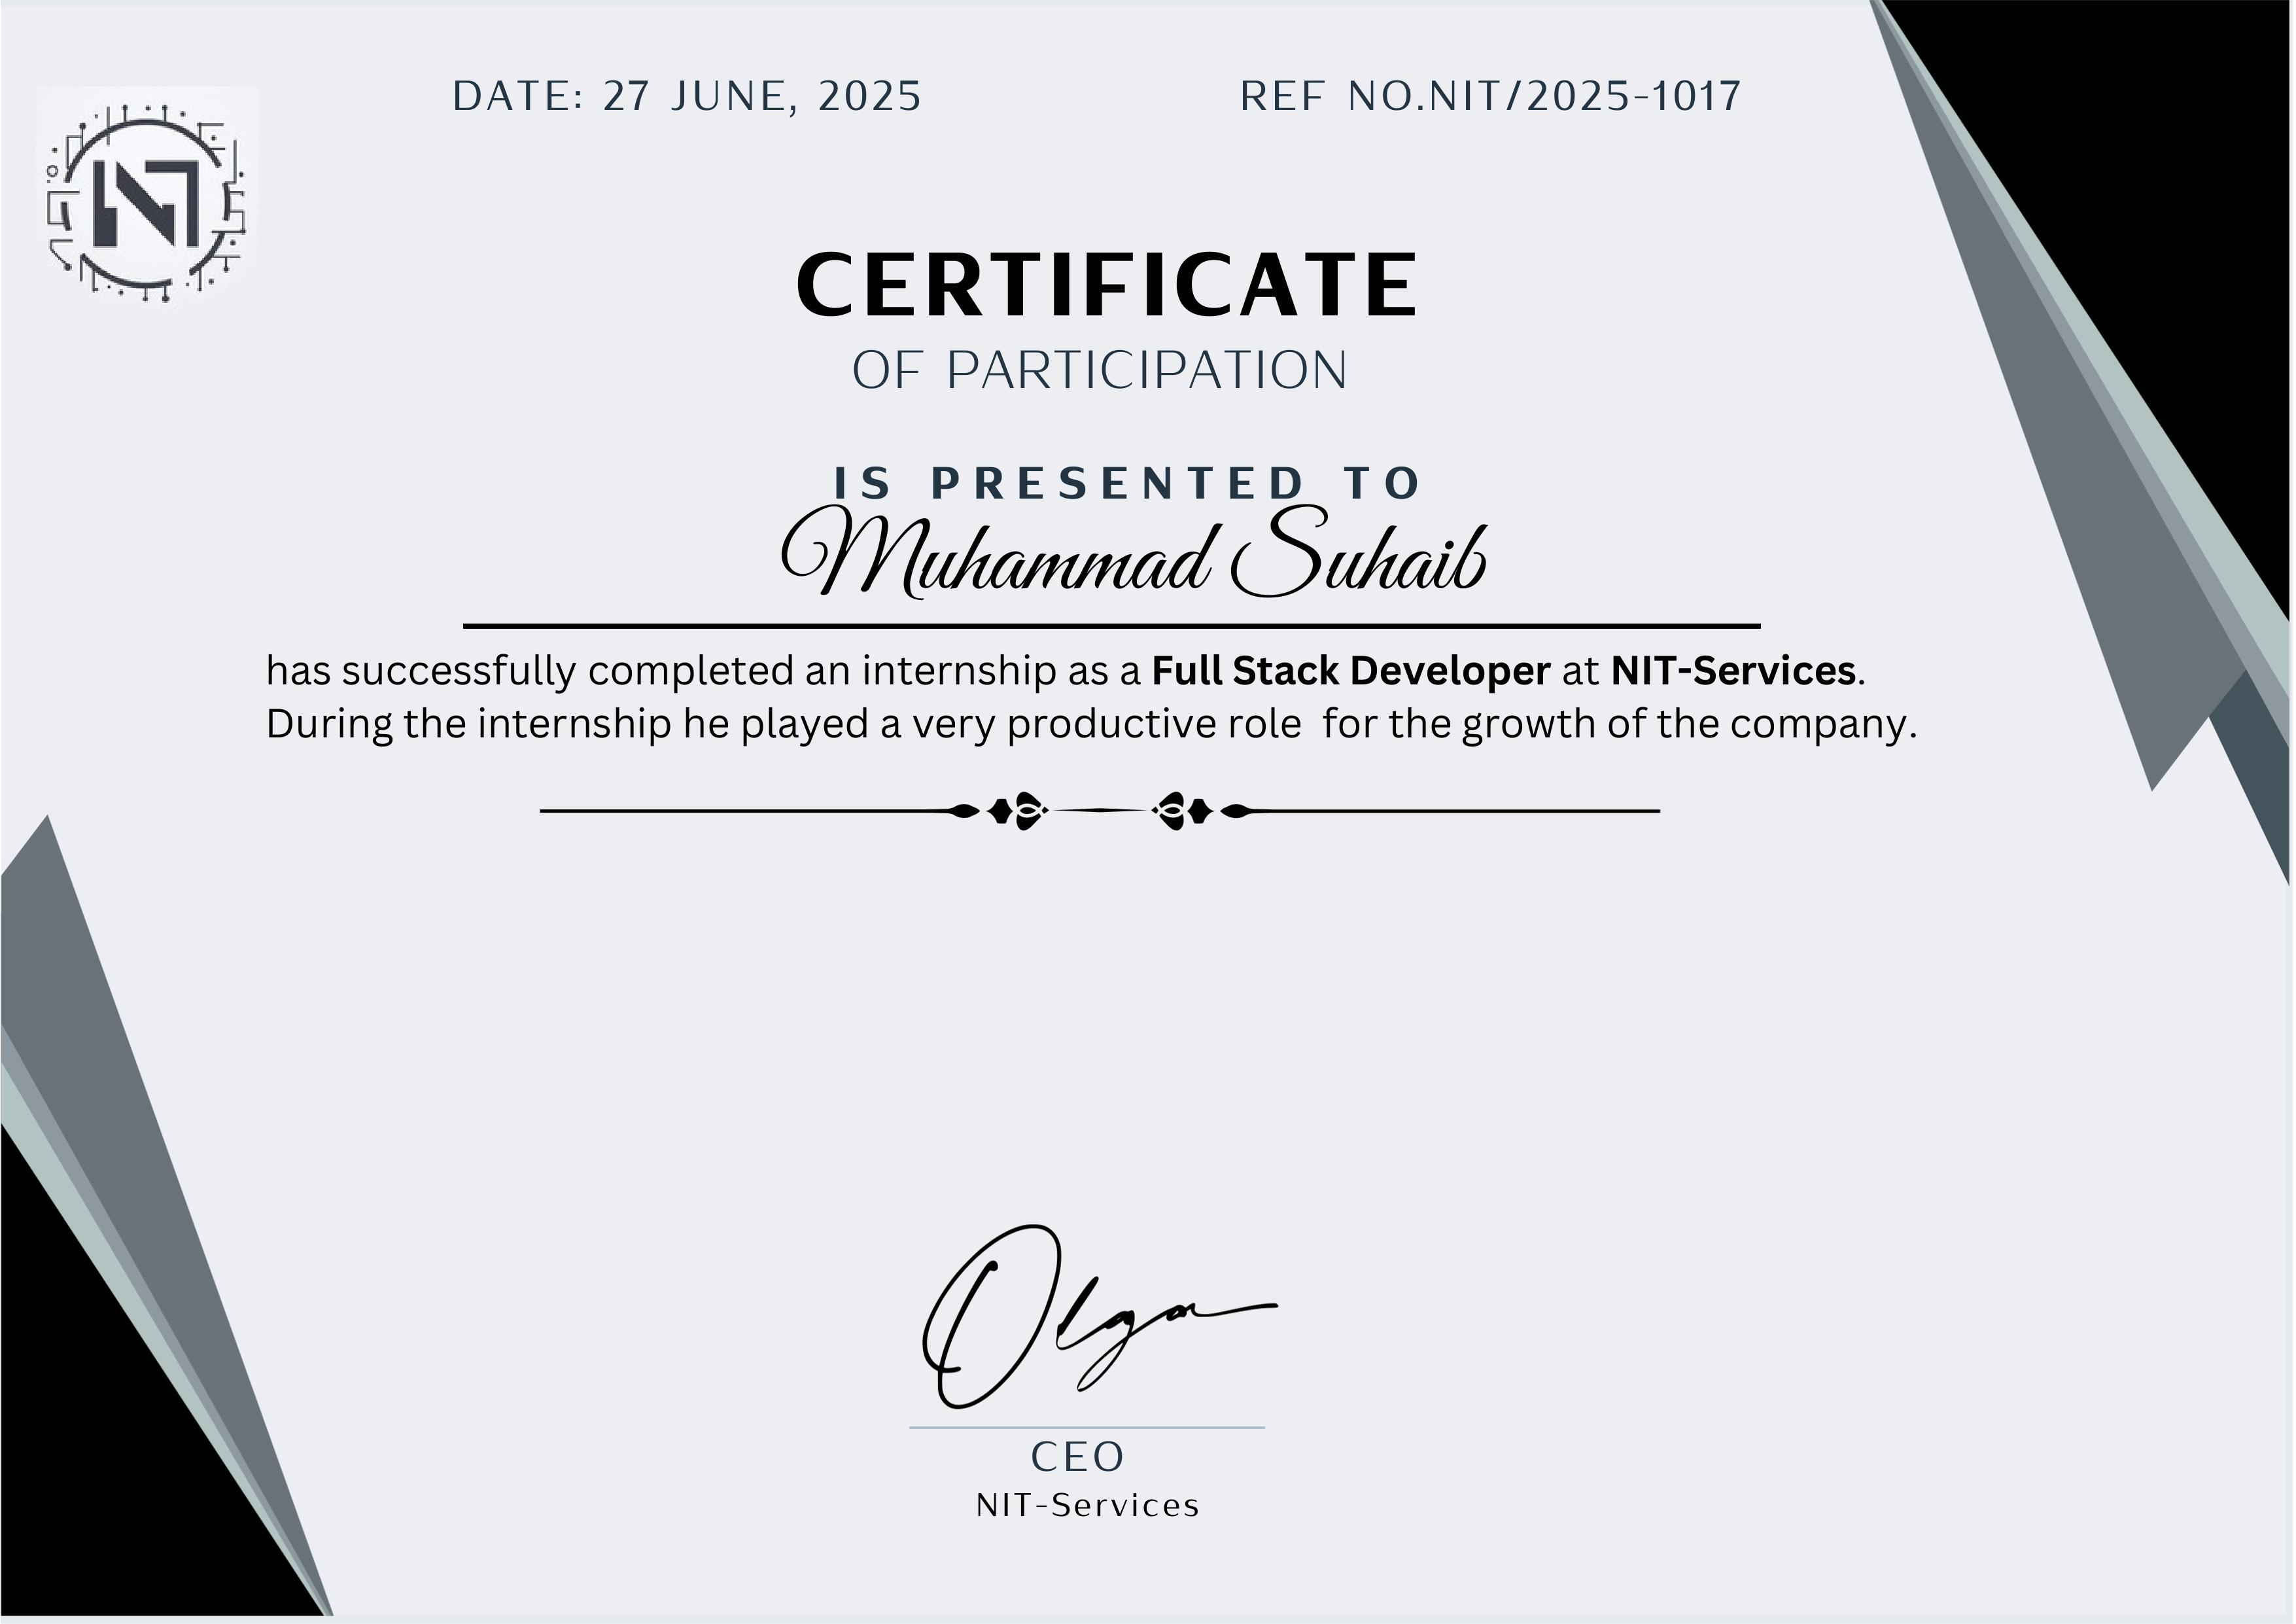 DATE: 27 JUNE, 2025
REF NO.NIT/2025-1017
NT
CERTIFICATE
OF PARTICIPATION
IS PRESENTED TO
Muhammad Suhaib
has successfully completed an internship as a Full Stack Developer at NIT-Services.
During the internship he played a very productive role  for the growth of the company.
Olga
CEO
NIT-Services